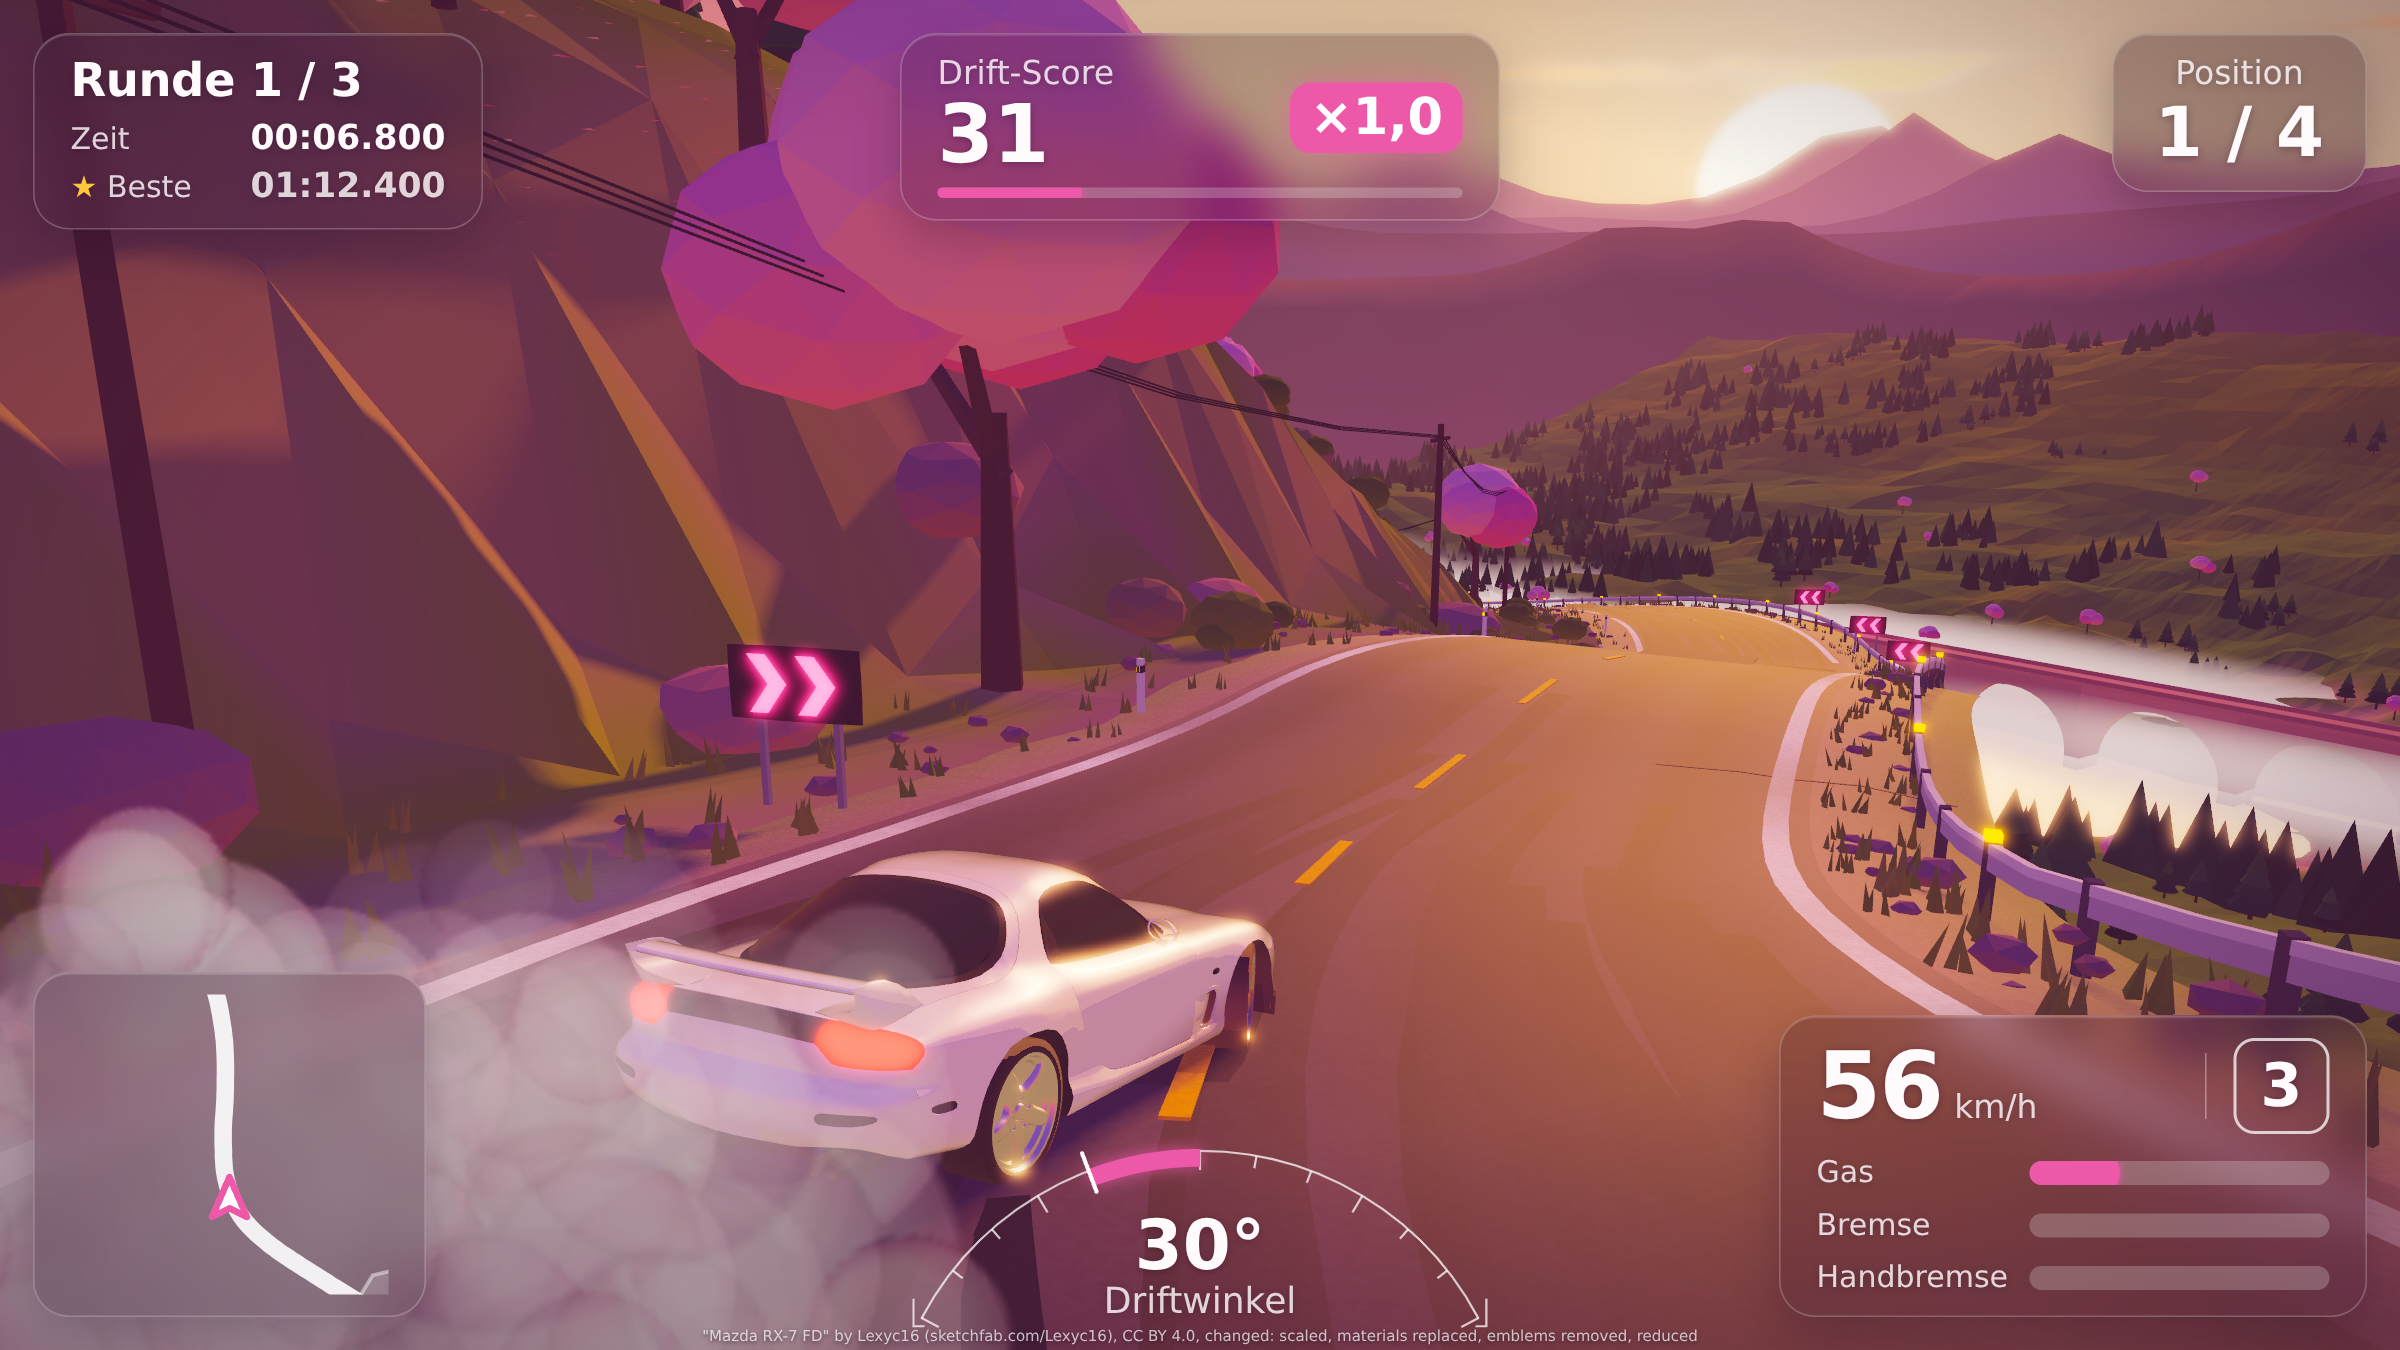 Runde 1 / 3
Zeit 00:06.800
★ Beste 01:12.400
Drift-Score
31
×1,0
Position
1 / 4
56 km/h 3
Gas
Bremse
Handbremse
30°
Driftwinkel
"Mazda RX-7 FD" by Lexyc16 (sketchfab.com/Lexyc16), CC BY 4.0, changed: scaled, materials replaced, emblems removed, reduced